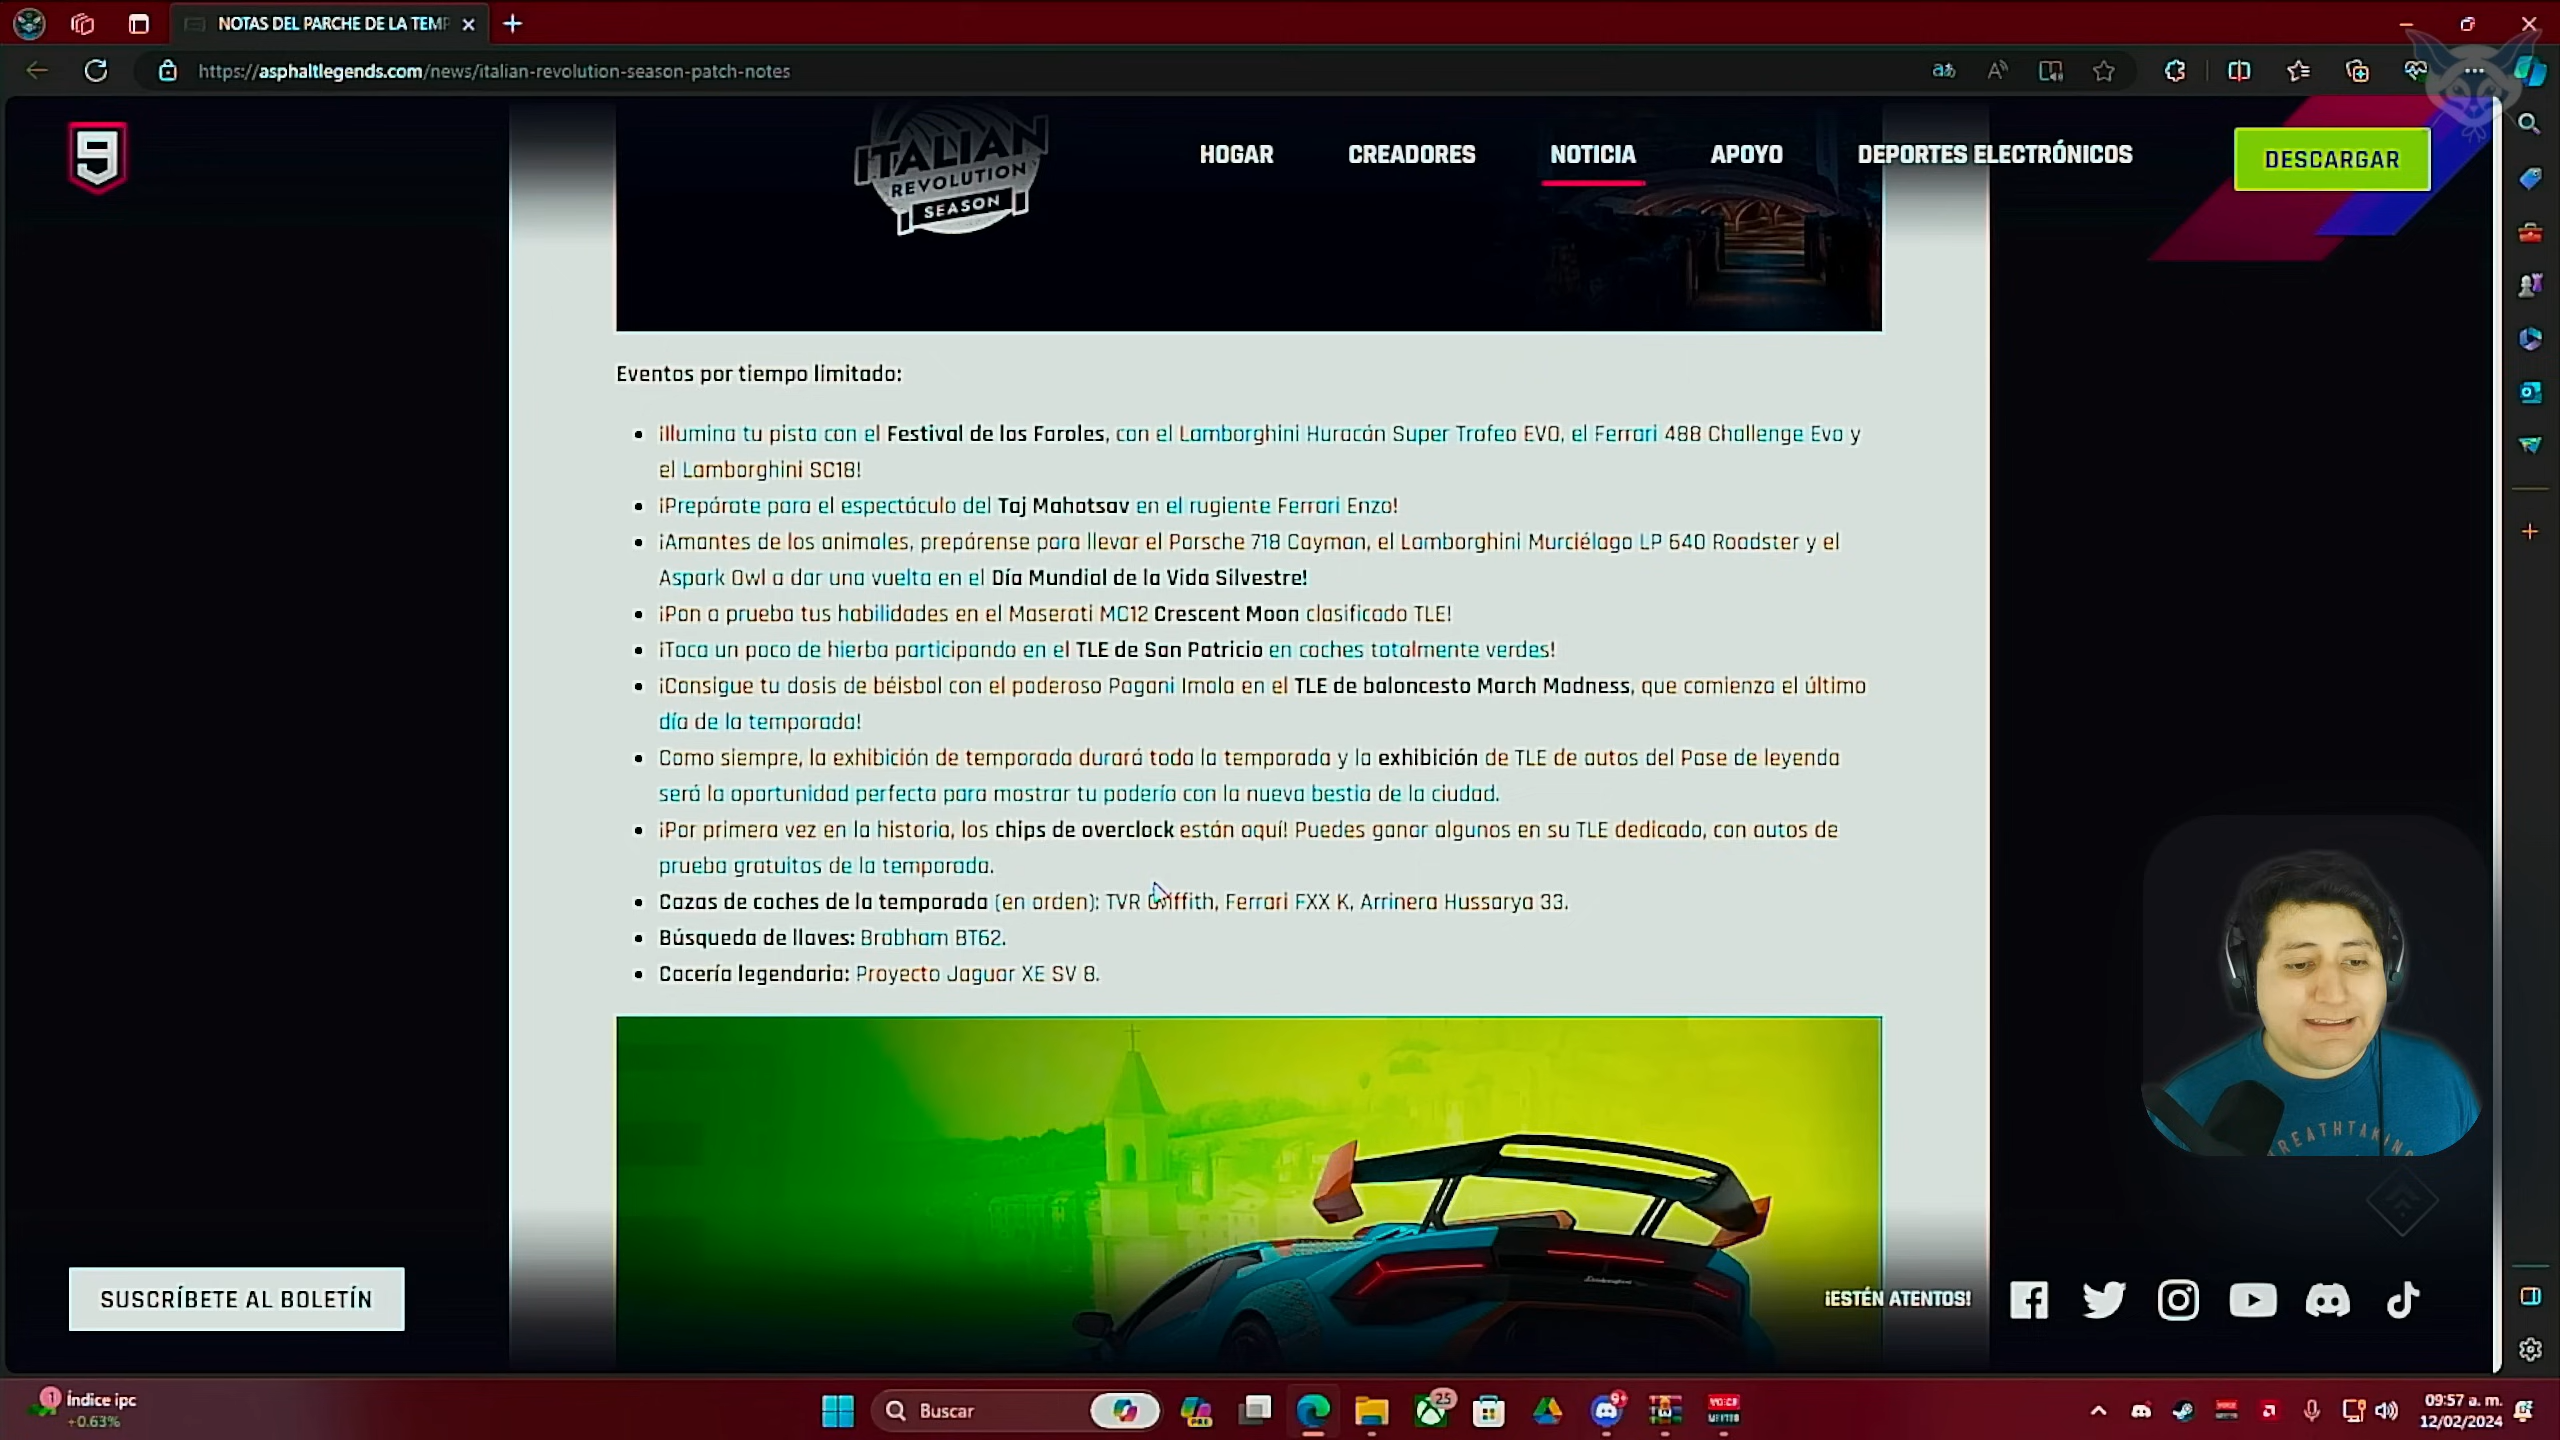 NOTAS DEL PARCHE DE LA TEMP
https://asphaltlegends.com/news/italian-revolution-season-patch-notes
9
ITALIAN
REVOLUTION
SEASON
HOGAR
CREADORES
NOTICIA
APOYO
DEPORTES ELECTRÓNICOS
DESCARGAR
Eventos por tiempo limitado:
¡Ilumina tu pista con el Festival de los Faroles, con el Lamborghini Huracán Super Trofeo EVO, el Ferrari 488 Challenge Evo y
el Lamborghini SC18!
¡Prepárate para el espectáculo del Taj Mahotsav en el rugiente Ferrari Enzo!
¡Amantes de los animales, prepárense para llevar el Porsche 718 Cayman, el Lamborghini Murciélago LP 640 Roadster y el
Aspark Owl a dar una vuelta en el Día Mundial de la Vida Silvestre!
¡Pon a prueba tus habilidades en el Maserati MC12 Crescent Moon clasificado TLE!
¡Toca un poco de hierba participando en el TLE de San Patricio en coches totalmente verdes!
¡Consigue tu dosis de béisbol con el poderoso Pagani Imola en el TLE de baloncesto March Madness, que comienza el último
día de la temporada!
Como siempre, la exhibición de temporada durará toda la temporada y la exhibición de TLE de autos del Pase de leyenda
será la oportunidad perfecta para mostrar tu poderío con la nueva bestia de la ciudad.
¡Por primera vez en la historia, los chips de overclock están aquí! Puedes ganar algunos en su TLE dedicado, con autos de
prueba gratuitos de la temporada.
Cazas de coches de la temporada (en orden): TVR Griffith, Ferrari FXX K, Arrinera Hussarya 33.
Búsqueda de llaves: Brabham BT62.
Cacería legendaria: Proyecto Jaguar XE SV 8.
SUSCRÍBETE AL BOLETÍN
¡ESTÉN ATENTOS!
1
Índice ipc
+0.63%
Buscar
PRE
25
9+
09:57 a. m.
12/02/2024